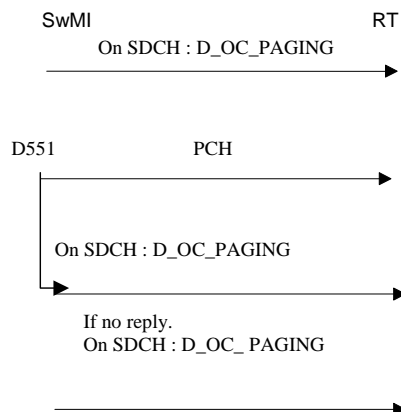 SwMI RT
On SDCH : D_OC_PAGING
D551 PCH
On SDCH : D_OC_PAGING
If no reply.
On SDCH : D_OC_ PAGING